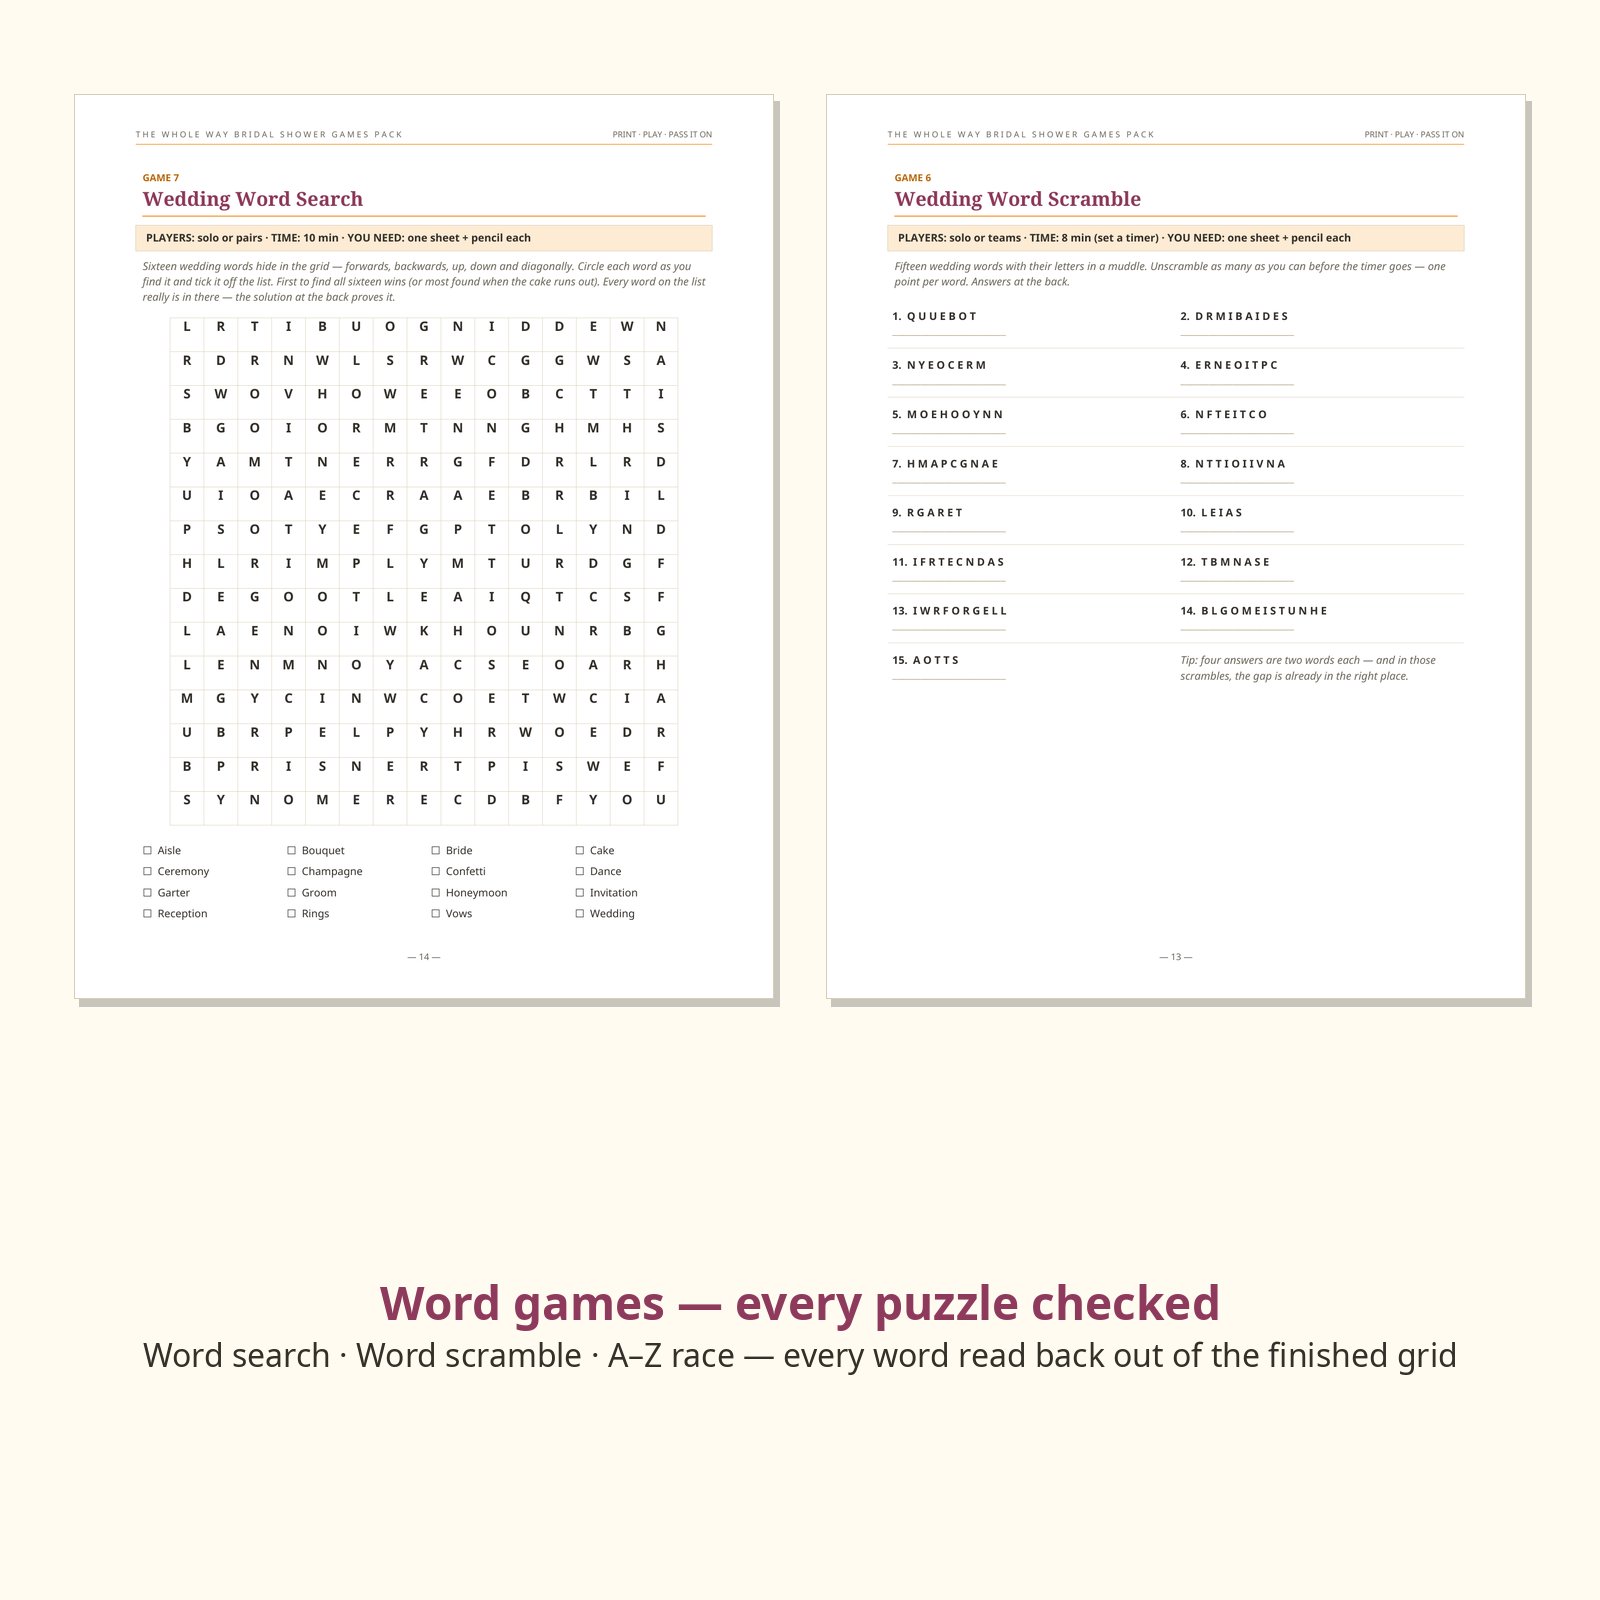 THE WHOLE WAY BRIDAL SHOWER GAMES PACK
PRINT · PLAY · PASS IT ON
GAME 7
Wedding Word Search
PLAYERS: solo or pairs · TIME: 10 min · YOU NEED: one sheet + pencil each
Sixteen wedding words hide in the grid — forwards, backwards, up, down and diagonally. Circle each word as you
find it and tick it off the list. First to find all sixteen wins (or most found when the cake runs out). Every word on the list
really is in there — the solution at the back proves it.
L R T I B U O G N I D D E W N
R D R N W L S R W C G G W S A
S W O V H O W E E O B C T T I
B G O I O R M T N N G H M H S
Y A M T N E R R G F D R L R D
U I O A E C R A A E B R B I L
P S O T Y E F G P T O L Y N D
H L R I M P L Y M T U R D G F
D E G O O T L E A I Q T C S F
L A E N O I W K H O U N R B G
L E N M N O Y A C S E O A R H
M G Y C I N W C O E T W C I A
U B R P E L P Y H R W O E D R
B P R I S N E R T P I S W E F
S Y N O M E R E C D B F Y O U
☐ Aisle ☐ Bouquet ☐ Bride ☐ Cake
☐ Ceremony ☐ Champagne ☐ Confetti ☐ Dance
☐ Garter ☐ Groom ☐ Honeymoon ☐ Invitation
☐ Reception ☐ Rings ☐ Vows ☐ Wedding
— 14 —
THE WHOLE WAY BRIDAL SHOWER GAMES PACK
PRINT · PLAY · PASS IT ON
GAME 6
Wedding Word Scramble
PLAYERS: solo or teams · TIME: 8 min (set a timer) · YOU NEED: one sheet + pencil each
Fifteen wedding words with their letters in a muddle. Unscramble as many as you can before the timer goes — one
point per word. Answers at the back.
1. QUUEBOT
2. DRMIBAIDES
3. NYEOCERM
4. ERNEOITPC
5. MOEHOOYNN
6. NFTEITCO
7. HMAPCGNAE
8. NTTIOIIVNA
9. RGARET
10. LEIAS
11. IFRTECNDAS
12. TBMNASE
13. IWRFORGELL
14. BLGOMEISTUNHE
15. AOTTS
Tip: four answers are two words each — and in those
scrambles, the gap is already in the right place.
— 13 —
Word games — every puzzle checked
Word search · Word scramble · A–Z race — every word read back out of the finished grid